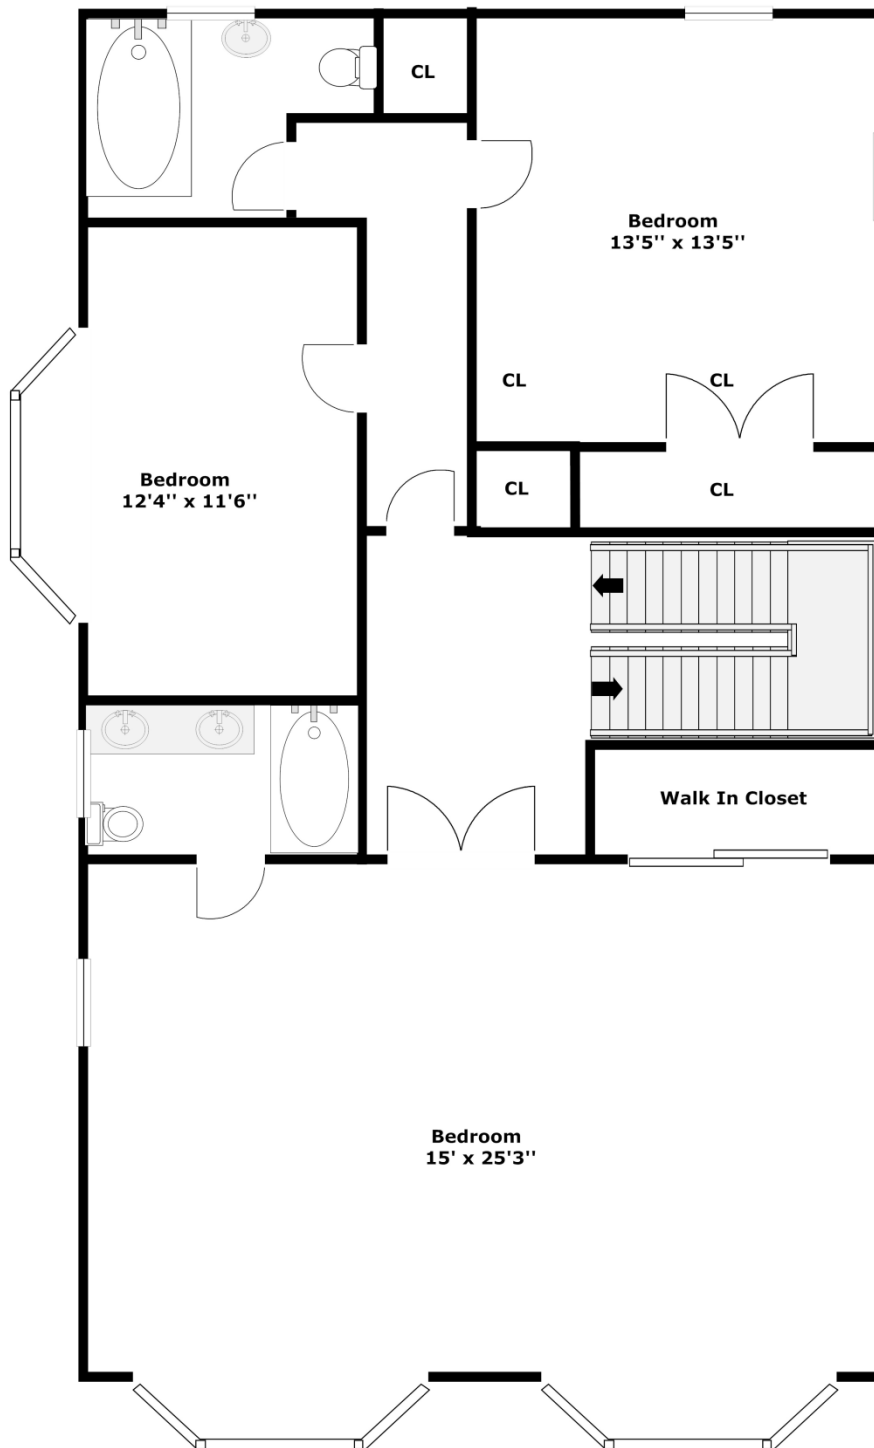 CL
Bedroom
13'5'' x 13'5''
CL
CL
Bedroom
12'4'' x 11'6''
CL
CL
Walk In Closet
Bedroom
15' x 25'3''